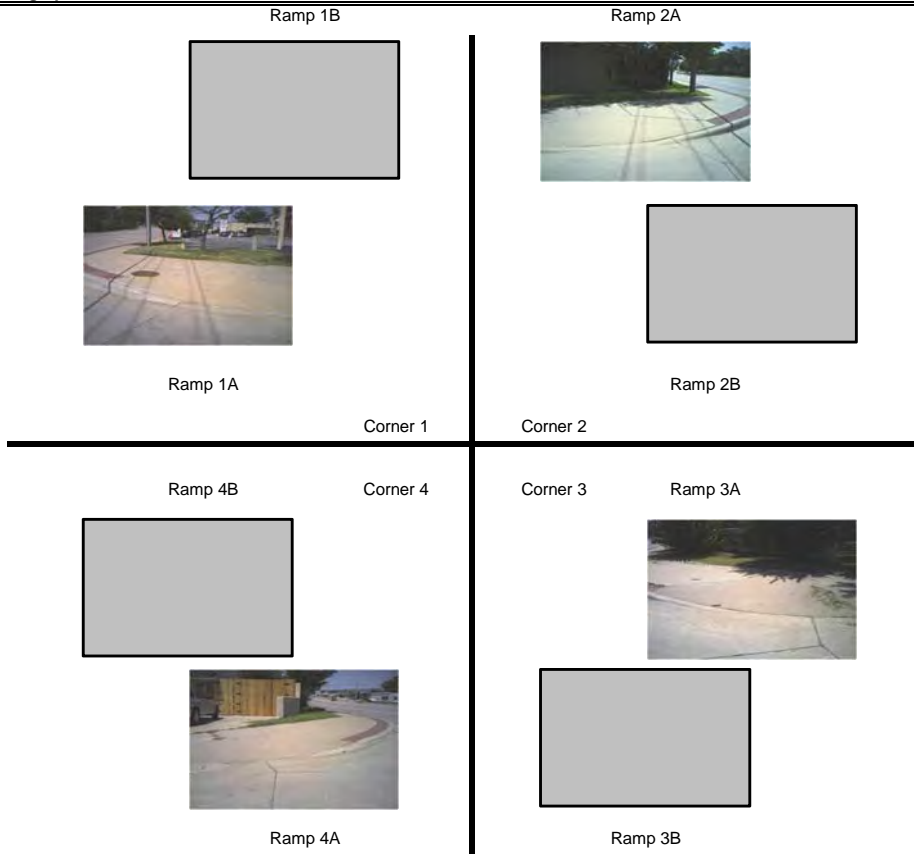 Ramp 1B Ramp 2A
Ramp 1A Ramp 2B
Corner 1 Corner 2
Ramp 4B Corner 4 Corner 3 Ramp 3A
Ramp 4A Ramp 3B